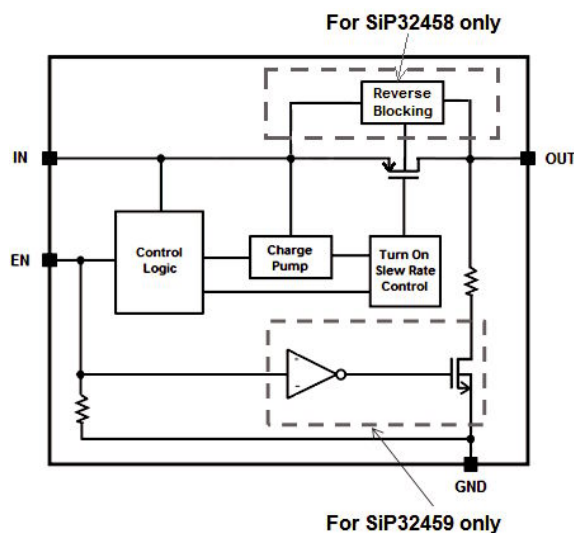 For SiP32458 only
Reverse
Blocking
IN
OUT
EN
Control
Logic
Charge
Pump
Turn On
Slew Rate
Control
GND
For SiP32459 only